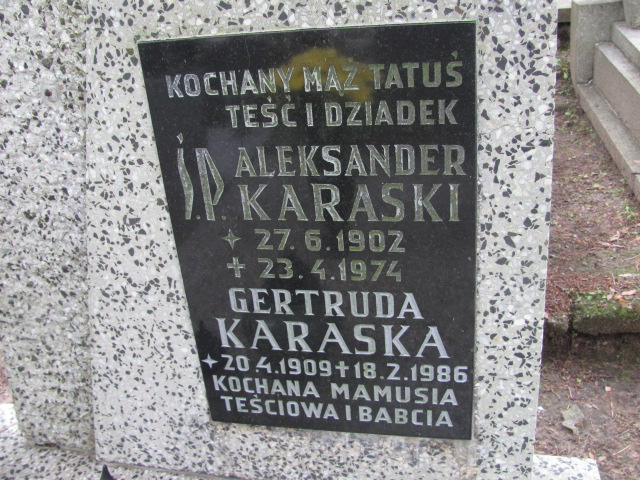 KOCHANY MĄŻ TATUŚ
TEŚĆ I DZIADEK
Ś.P. ALEKSANDER
KARASKI
27.6.1902
+ 23.4.1974
GERTRUDA
KARASKA
20.4.1909+18.2.1986
KOCHANA MAMUSIA
TEŚCIOWA I BABCIA